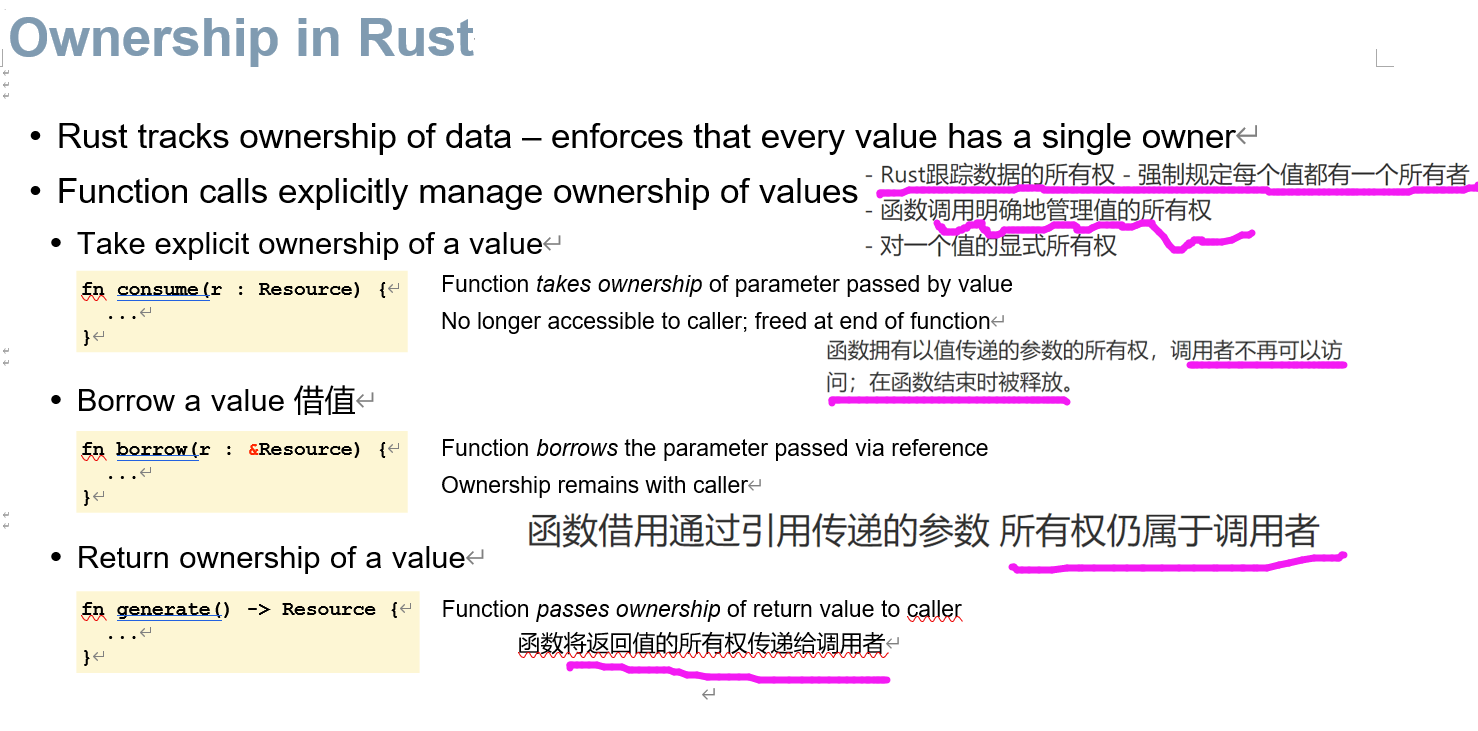 Ownership in Rust
• Rust tracks ownership of data – enforces that every value has a single owner
- Rust跟踪数据的所有权 - 强制规定每个值都有一个所有者
• Function calls explicitly manage ownership of values
- 函数调用明确地管理值的所有权
- 对一个值的显式所有权
• Take explicit ownership of a value
fn consume(r : Resource) {
...
}
Function takes ownership of parameter passed by value
No longer accessible to caller; freed at end of function
函数拥有以值传递的参数的所有权，调用者不再可以访
问；在函数结束时被释放。
• Borrow a value 借值
fn borrow(r : &Resource) {
...
}
Function borrows the parameter passed via reference
Ownership remains with caller
函数借用通过引用传递的参数 所有权仍属于调用者
• Return ownership of a value
fn generate() -> Resource {
...
}
Function passes ownership of return value to caller
函数将返回值的所有权传递给调用者